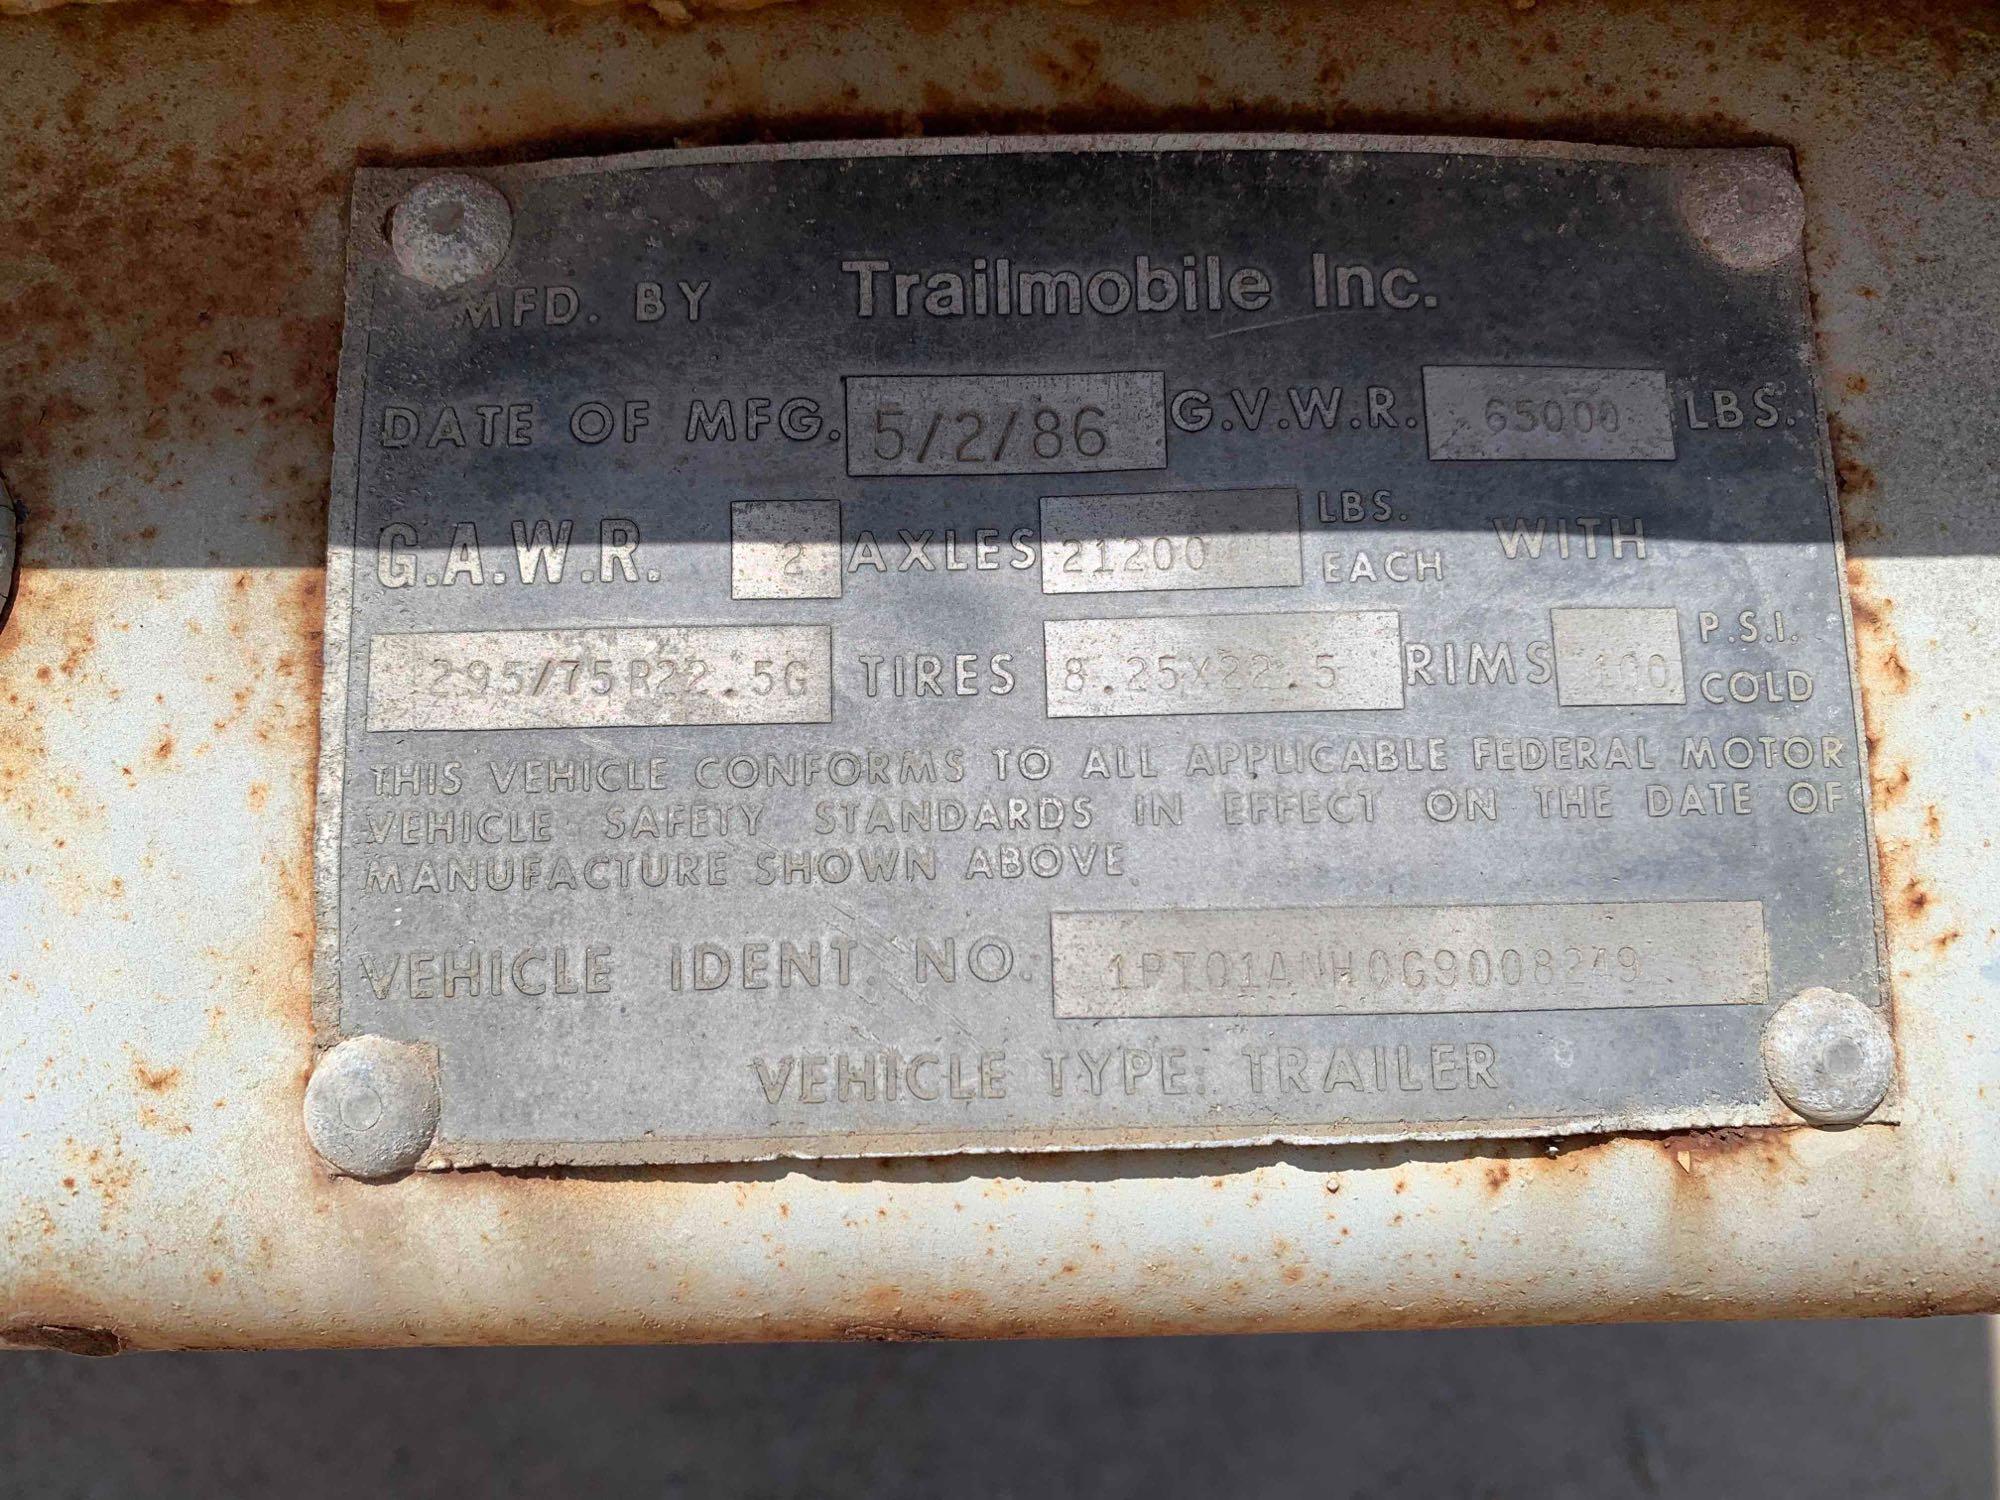 MFD. BY Trailmobile Inc.
DATE OF MFG. 5/2/86 G.V.W.R. 65000 LBS.
G.A.W.R. 2 AXLES 21200 LBS. EACH WITH
295/75R22.5G TIRES 8.25X22.5 RIMS 100 P.S.I. COLD
THIS VEHICLE CONFORMS TO ALL APPLICABLE FEDERAL MOTOR
VEHICLE SAFETY STANDARDS IN EFFECT ON THE DATE OF
MANUFACTURE SHOWN ABOVE
VEHICLE IDENT. NO.
VEHICLE TYPE: TRAILER